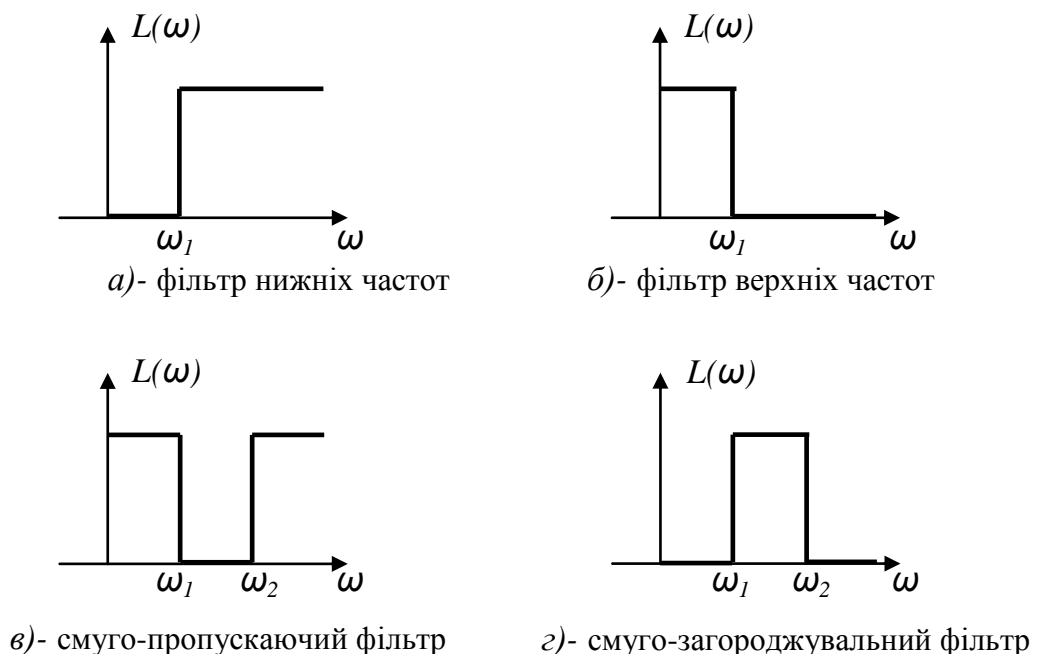 L(ω)
L(ω)
ω1
ω
ω1
ω
а)- фільтр нижніх частот
б)- фільтр верхніх частот
L(ω)
L(ω)
ω1
ω2
ω
ω1
ω2
ω
в)- смуго-пропускаючий фільтр
г)- смуго-загороджувальний фільтр